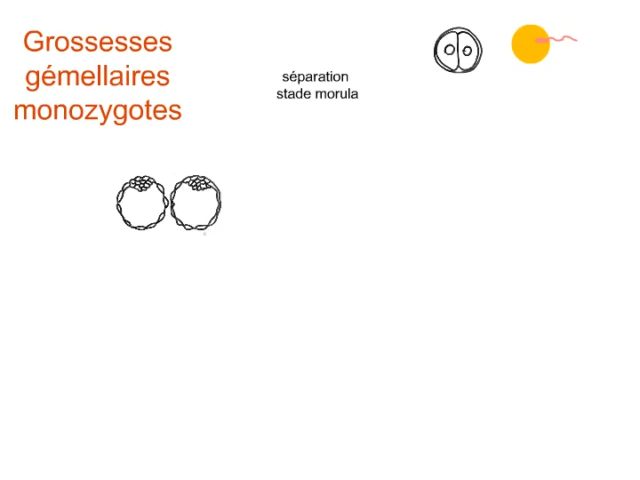 Grossesses
gémellaires
monozygotes
séparation
stade morula